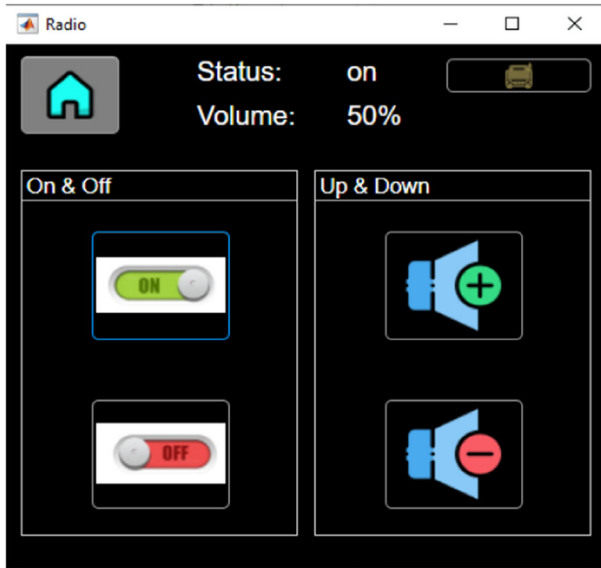 Radio
Status: on
Volume: 50%
On & Off
Up & Down
ON
OFF